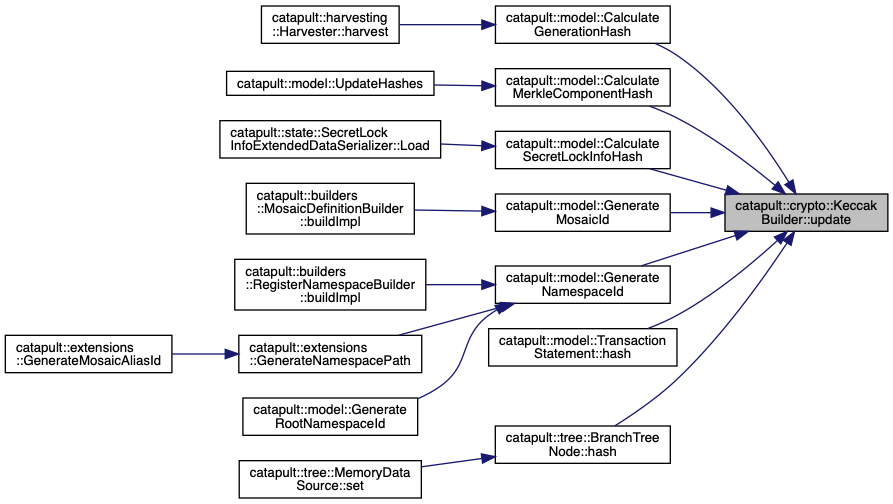 catapult::harvesting
::Harvester::harvest
catapult::model::Calculate
GenerationHash
catapult::model::UpdateHashes
catapult::model::Calculate
MerkleComponentHash
catapult::state::SecretLock
InfoExtendedDataSerializer::Load
catapult::model::Calculate
SecretLockInfoHash
catapult::builders
::MosaicDefinitionBuilder
::buildImpl
catapult::model::Generate
MosaicId
catapult::crypto::Keccak
Builder::update
catapult::builders
::RegisterNamespaceBuilder
::buildImpl
catapult::model::Generate
NamespaceId
catapult::extensions
::GenerateMosaicAliasId
catapult::extensions
::GenerateNamespacePath
catapult::model::Transaction
Statement::hash
catapult::model::Generate
RootNamespaceId
catapult::tree::BranchTree
Node::hash
catapult::tree::MemoryData
Source::set